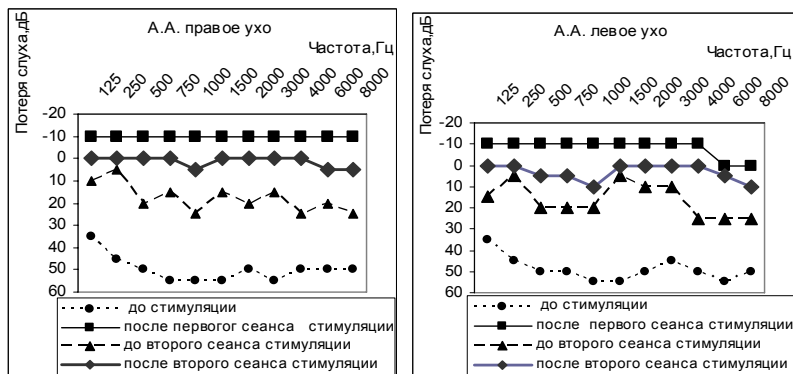 А.А. правое ухо
Частота,Гц
Потеря слуха,дБ
125 250 500 750 1000 1500 2000 3000 4000 6000 8000
-20
-10
0
10
20
30
40
50
60
до стимуляции
после первогог сеанса стимуляции
до второго сеанса стимуляции
после второго сеанса стимуляции
А.А. левое ухо
Частота,Гц
Потеря слуха,дБ
125 250 500 750 1000 1500 2000 3000 4000 6000 8000
-20
-10
0
10
20
30
40
50
60
до стимуляции
после первого сеанса стимуляции
до второго сеанса стимуляции
после второго сеанса стимуляции